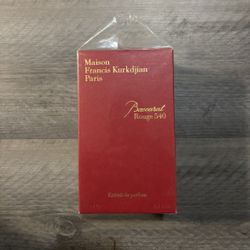 Maison
Francis Kurkdjian
Paris
Baccarat
Rouge 540
Extrait de parfum